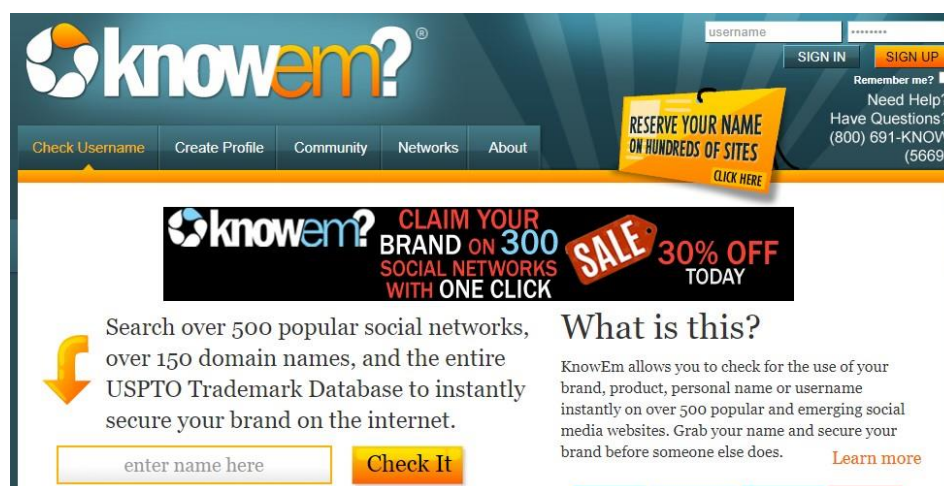 knowem?®
username
••••••••
SIGN IN
SIGN UP
Remember me?
Need Help?
Have Questions?
(800) 691-KNOW
(5669
RESERVE YOUR NAME
ON HUNDREDS OF SITES
CLICK HERE
Check Username
Create Profile
Community
Networks
About
knowem?
CLAIM YOUR
BRAND ON 300
SOCIAL NETWORKS
WITH ONE CLICK
SALE
30% OFF
TODAY
Search over 500 popular social networks,
over 150 domain names, and the entire
USPTO Trademark Database to instantly
secure your brand on the internet.
enter name here
Check It
What is this?
KnowEm allows you to check for the use of your
brand, product, personal name or username
instantly on over 500 popular and emerging social
media websites. Grab your name and secure your
brand before someone else does.
Learn more